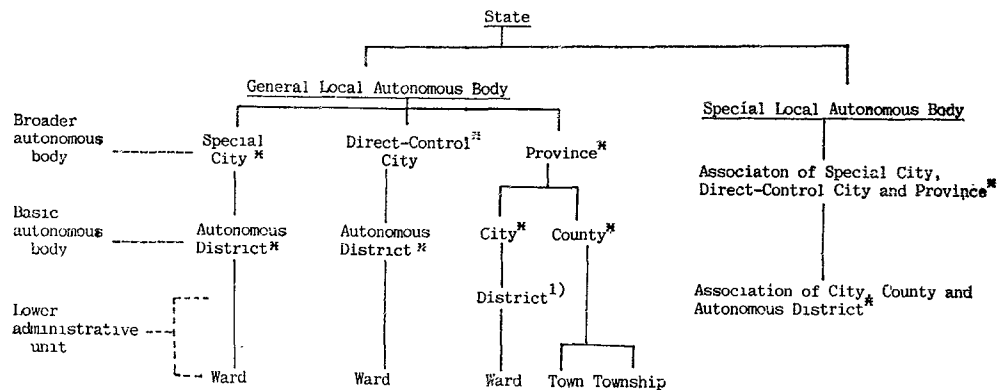 State
General Local Autonomous Body
Special Local Autonomous Body
Broader
autonomous
body
Special
City*
Direct-Control*
City
Province*
Associaton of Special City,
Direct-Control City and Province*
Basic
autonomous
body
Autonomous
District*
Autonomous
District*
City*
County*
District1)
Association of City, County and
Autonomous District*
Lower
administrative
unit
Ward
Ward
Ward
Town Township